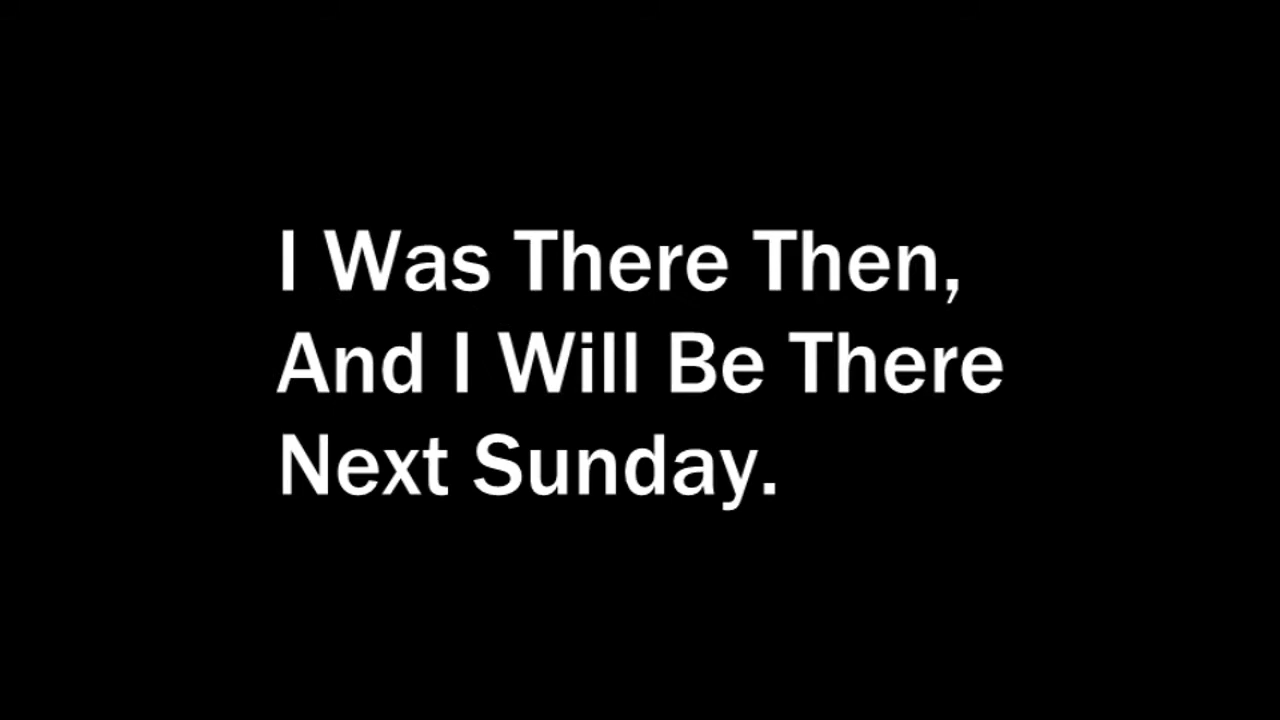 I Was There Then,
And I Will Be There
Next Sunday.